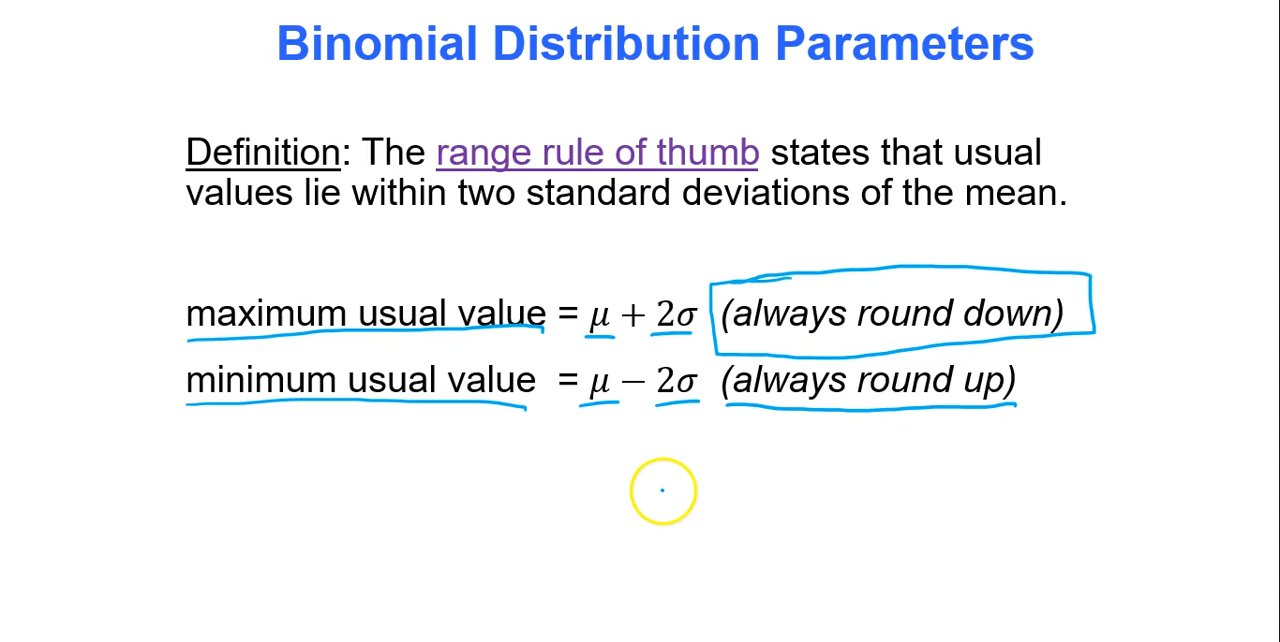 Binomial Distribution Parameters
Definition: The range rule of thumb states that usual
values lie within two standard deviations of the mean.
maximum usual value = μ + 2σ (always round down)
minimum usual value = μ − 2σ (always round up)